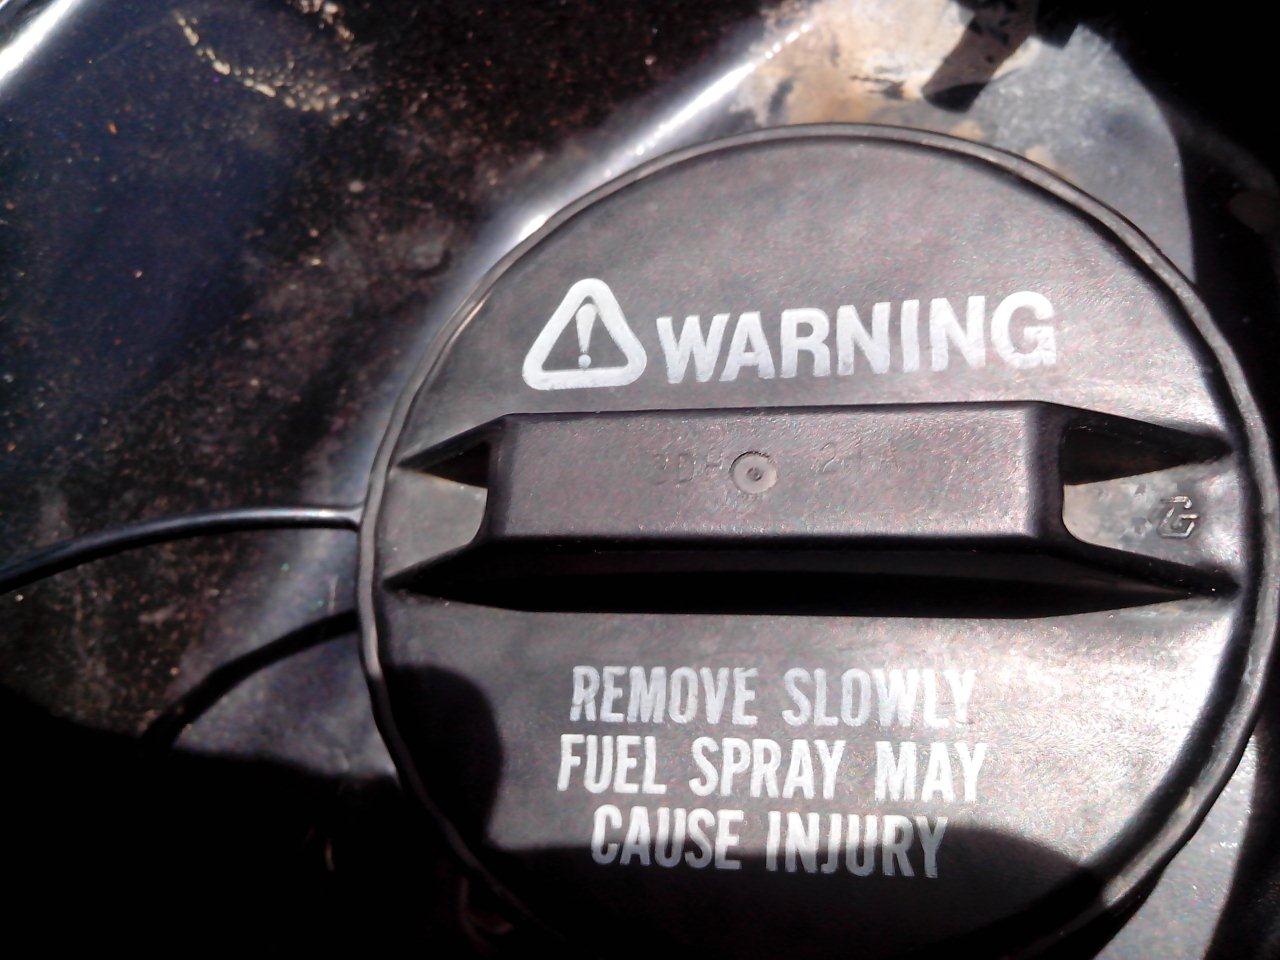 WARNING
REMOVE SLOWLY
FUEL SPRAY MAY
CAUSE INJURY